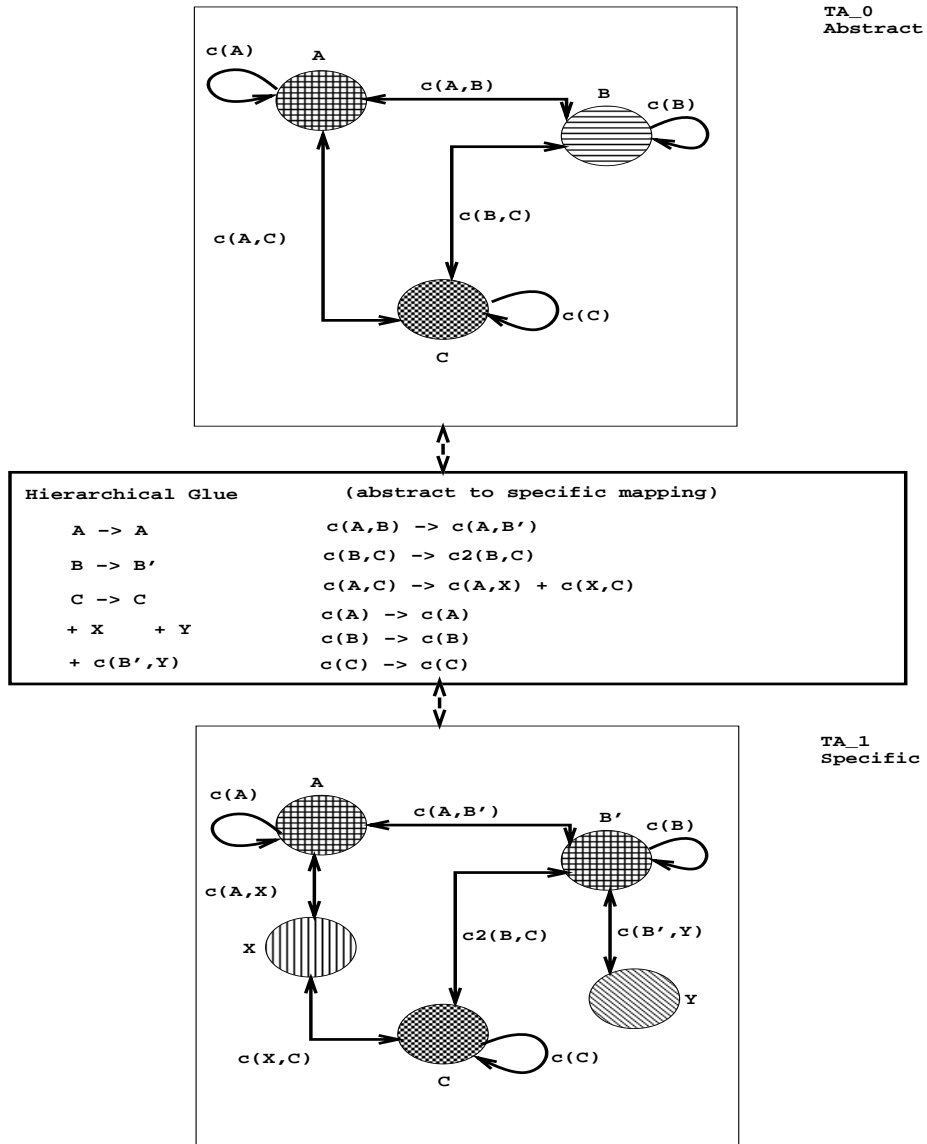 TA_0
Abstract
A
c(A)
c(A,B)
B
c(B)
c(B,C)
c(A,C)
c(C)
C
Hierarchical Glue (abstract to specific mapping)
A -> A c(A,B) -> c(A,B')
B -> B' c(B,C) -> c2(B,C)
C -> C c(A,C) -> c(A,X) + c(X,C)
+ X + Y c(A) -> c(A)
c(B) -> c(B)
+ c(B',Y) c(C) -> c(C)
TA_1
Specific
A
c(A)
c(A,B')
B'
c(B)
c(A,X)
X
c2(B,C)
c(B',Y)
Y
c(X,C)
c(C)
C